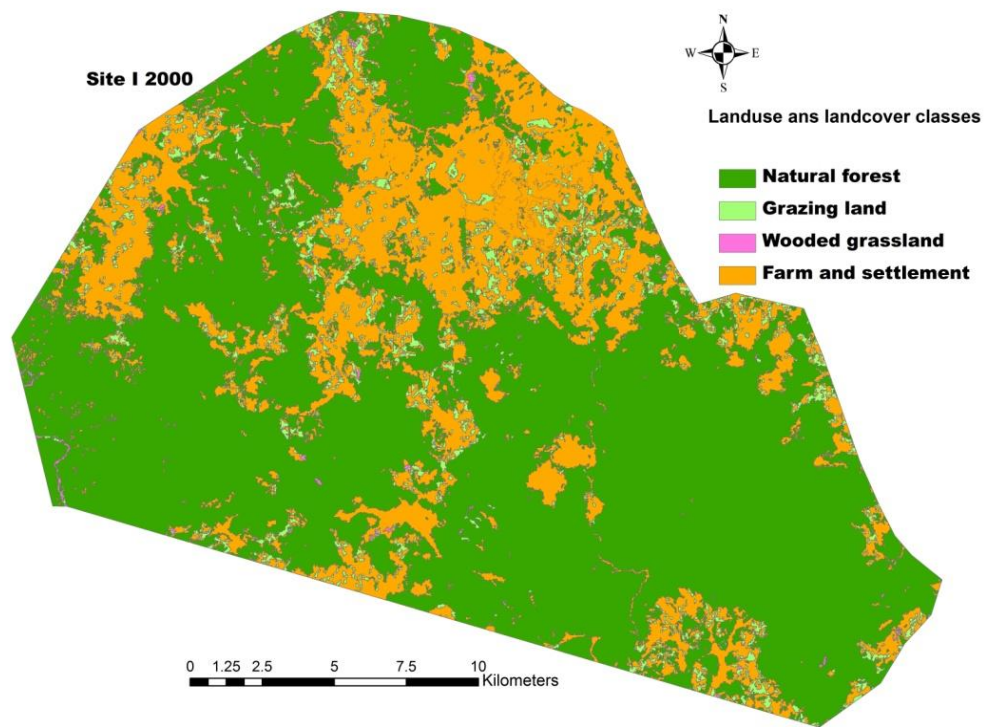 N
W E
S
Site I 2000
Landuse ans landcover classes
Natural forest
Grazing land
Wooded grassland
Farm and settlement
0 1.25 2.5 5 7.5 10
Kilometers